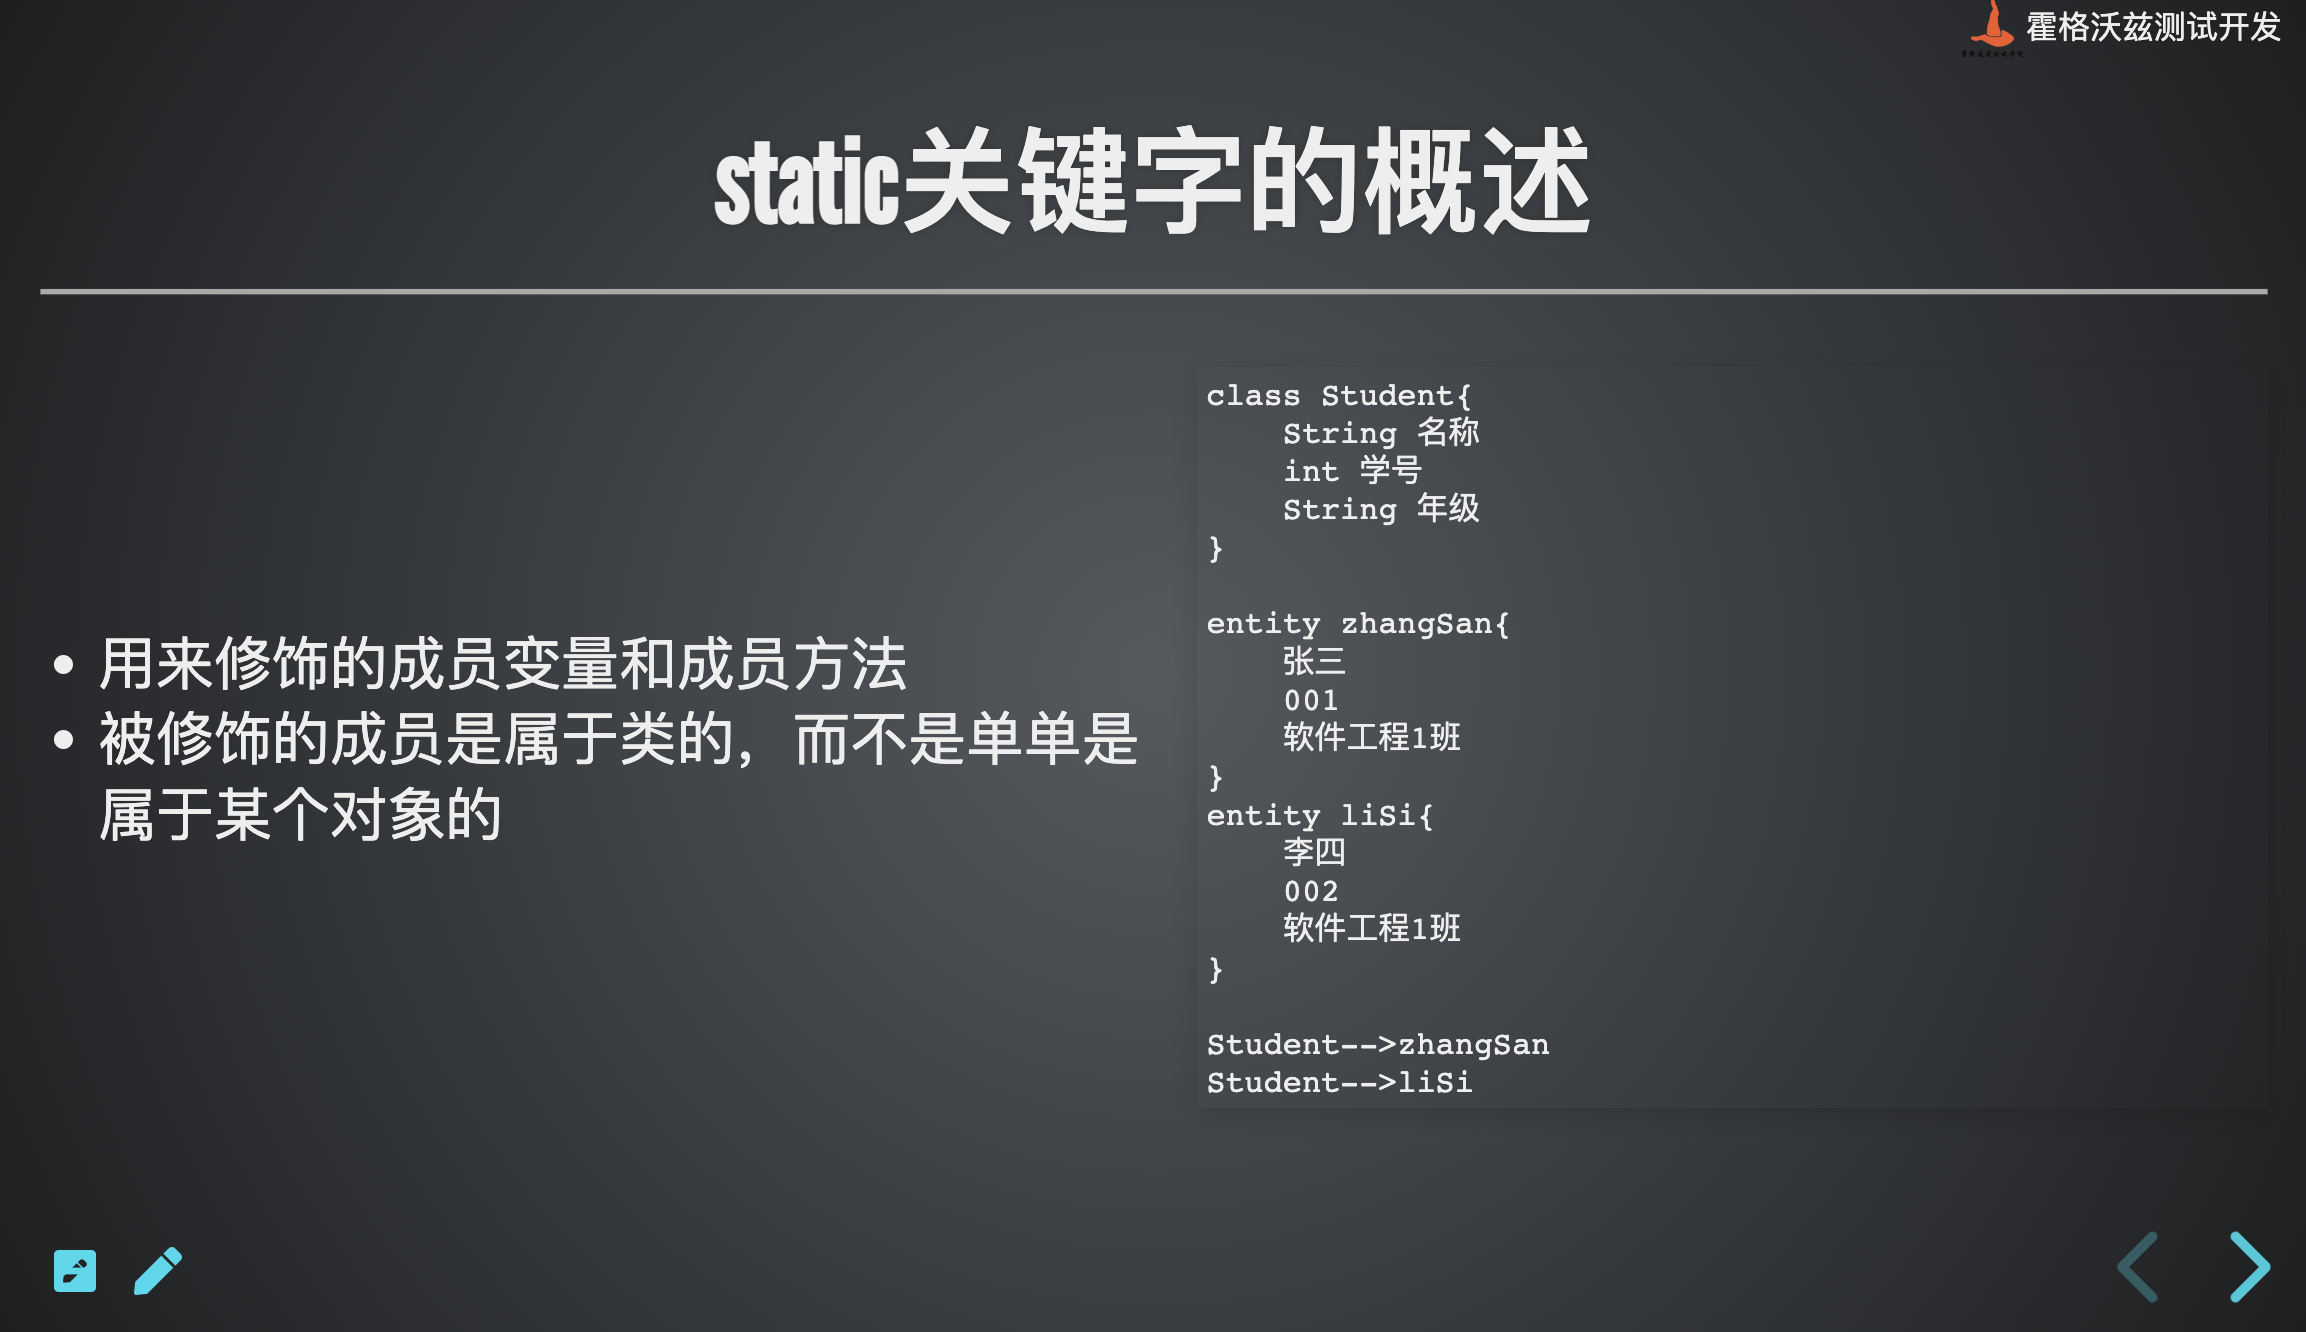 霍格沃兹测试开发
static关键字的概述
用来修饰的成员变量和成员方法
被修饰的成员是属于类的，而不是单单是
属于某个对象的
class Student{
    String 名称
    int 学号
    String 年级
}
entity zhangSan{
    张三
    001
    软件工程1班
}
entity liSi{
    李四
    002
    软件工程1班
}
Student-->zhangSan
Student-->liSi